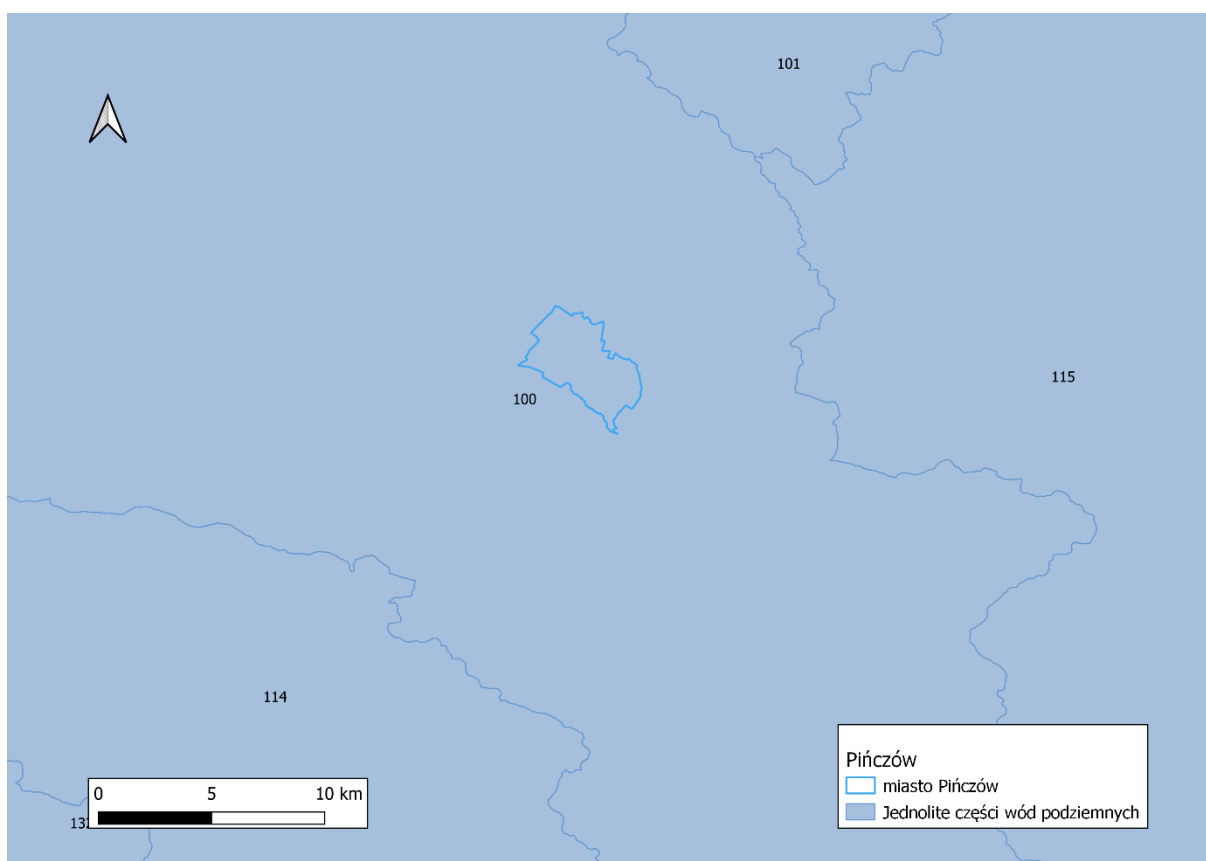 101
115
100
114
0 5 10 km
Pińczów
miasto Pińczów
Jednolite części wód podziemnych